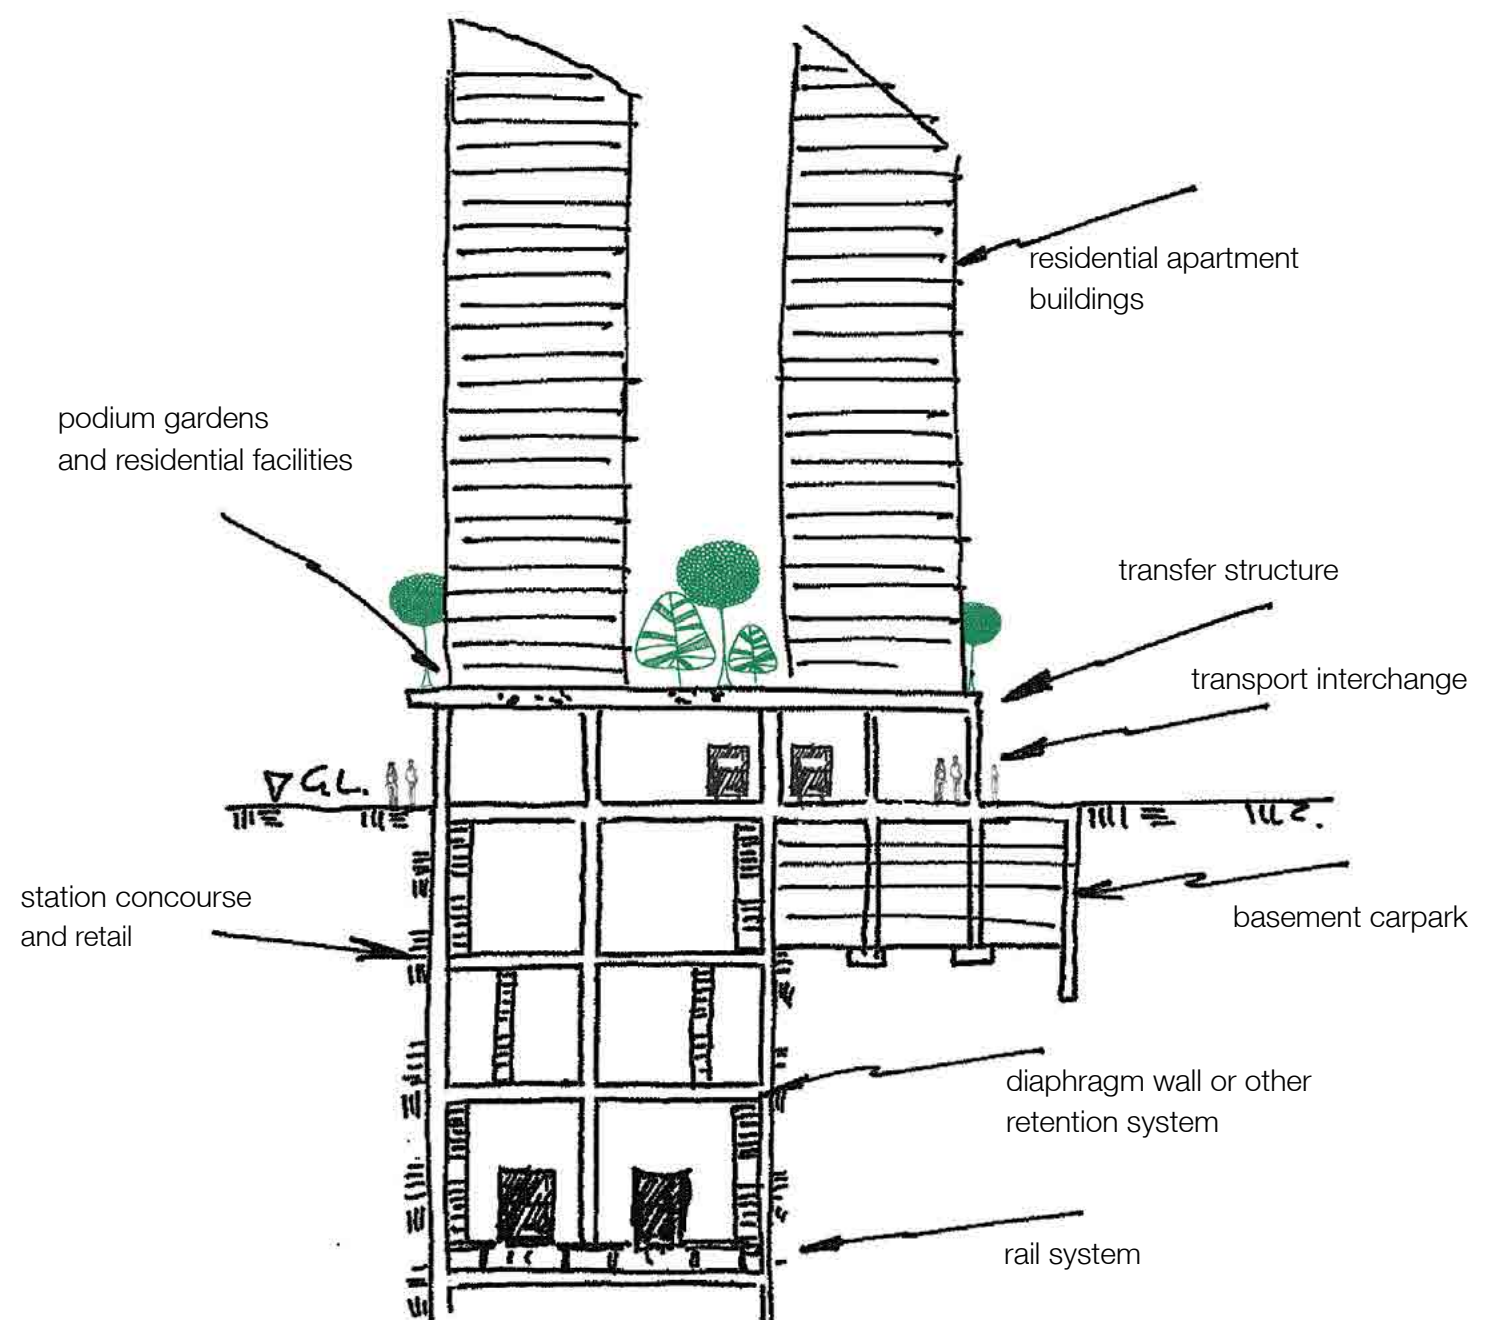 residential apartment
buildings
podium gardens
and residential facilities
transfer structure
transport interchange
G.L.
station concourse
and retail
basement carpark
diaphragm wall or other
retention system
rail system